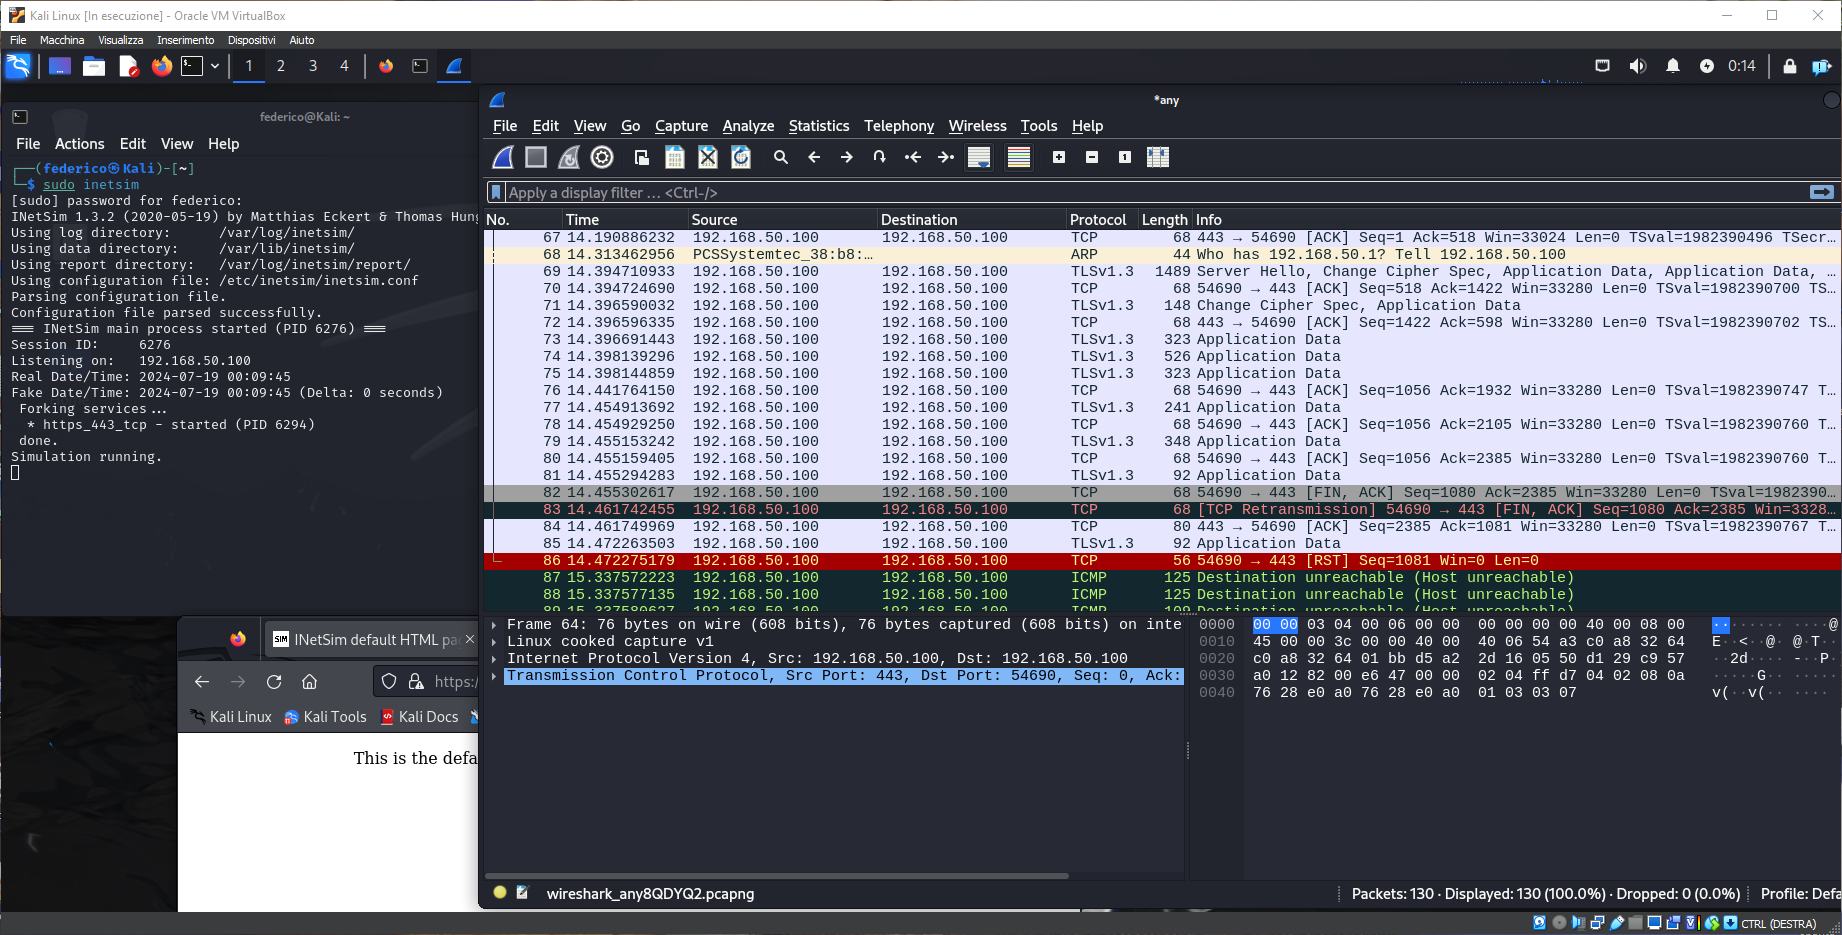 Kali Linux [In esecuzione] - Oracle VM VirtualBox
File Macchina Visualizza Inserimento Dispositivi Aiuto
1 2 3 4
0:14
federico@Kali: ~
File Actions Edit View Help
(federico㉿Kali)-[~]
$ sudo inetsim
[sudo] password for federico:
INetSim 1.3.2 (2020-05-19) by Matthias Eckert & Thomas Hung
Using log directory: /var/log/inetsim/
Using data directory: /var/lib/inetsim/
Using report directory: /var/log/inetsim/report/
Using configuration file: /etc/inetsim/inetsim.conf
Parsing configuration file.
Configuration file parsed successfully.
=== INetSim main process started (PID 6276) ===
Session ID: 6276
Listening on: 192.168.50.100
Real Date/Time: 2024-07-19 00:09:45
Fake Date/Time: 2024-07-19 00:09:45 (Delta: 0 seconds)
Forking services...
* https_443_tcp - started (PID 6294)
done.
Simulation running.
*any
File Edit View Go Capture Analyze Statistics Telephony Wireless Tools Help
Apply a display filter ... <Ctrl-/>
No. Time Source Destination Protocol Length Info
67 14.190886232 192.168.50.100 192.168.50.100 TCP 68 443 → 54690 [ACK] Seq=1 Ack=518 Win=33024 Len=0 TSval=1982390496 TSecr…
68 14.313462956 PCSSystemtec_38:b8:… ARP 44 Who has 192.168.50.1? Tell 192.168.50.100
69 14.394710933 192.168.50.100 192.168.50.100 TLSv1.3 1489 Server Hello, Change Cipher Spec, Application Data, Application Data, …
70 14.394724690 192.168.50.100 192.168.50.100 TCP 68 54690 → 443 [ACK] Seq=518 Ack=1422 Win=33280 Len=0 TSval=1982390700 TS…
71 14.396590032 192.168.50.100 192.168.50.100 TLSv1.3 148 Change Cipher Spec, Application Data
72 14.396596335 192.168.50.100 192.168.50.100 TCP 68 443 → 54690 [ACK] Seq=1422 Ack=598 Win=33280 Len=0 TSval=1982390702 TS…
73 14.396691443 192.168.50.100 192.168.50.100 TLSv1.3 323 Application Data
74 14.398139296 192.168.50.100 192.168.50.100 TLSv1.3 526 Application Data
75 14.398144859 192.168.50.100 192.168.50.100 TLSv1.3 323 Application Data
76 14.441764150 192.168.50.100 192.168.50.100 TCP 68 54690 → 443 [ACK] Seq=1056 Ack=1932 Win=33280 Len=0 TSval=1982390747 T…
77 14.454913692 192.168.50.100 192.168.50.100 TLSv1.3 241 Application Data
78 14.454929250 192.168.50.100 192.168.50.100 TCP 68 54690 → 443 [ACK] Seq=1056 Ack=2105 Win=33280 Len=0 TSval=1982390760 T…
79 14.455153242 192.168.50.100 192.168.50.100 TLSv1.3 348 Application Data
80 14.455159405 192.168.50.100 192.168.50.100 TCP 68 54690 → 443 [ACK] Seq=1056 Ack=2385 Win=33280 Len=0 TSval=1982390760 T…
81 14.455294283 192.168.50.100 192.168.50.100 TLSv1.3 92 Application Data
82 14.455302617 192.168.50.100 192.168.50.100 TCP 68 54690 → 443 [FIN, ACK] Seq=1080 Ack=2385 Win=33280 Len=0 TSval=1982390…
83 14.461742455 192.168.50.100 192.168.50.100 TCP 68 [TCP Retransmission] 54690 → 443 [FIN, ACK] Seq=1080 Ack=2385 Win=3328…
84 14.461749969 192.168.50.100 192.168.50.100 TCP 80 443 → 54690 [ACK] Seq=2385 Ack=1081 Win=33280 Len=0 TSval=1982390767 T…
85 14.472263503 192.168.50.100 192.168.50.100 TLSv1.3 92 Application Data
86 14.472275179 192.168.50.100 192.168.50.100 TCP 56 54690 → 443 [RST] Seq=1081 Win=0 Len=0
87 15.337572223 192.168.50.100 192.168.50.100 ICMP 125 Destination unreachable (Host unreachable)
88 15.337577135 192.168.50.100 192.168.50.100 ICMP 125 Destination unreachable (Host unreachable)
89 15.337580627 192.168.50.100 192.168.50.100 ICMP 109 Destination unreachable (Host unreachable)
Frame 64: 76 bytes on wire (608 bits), 76 bytes captured (608 bits) on inte
Linux cooked capture v1
Internet Protocol Version 4, Src: 192.168.50.100, Dst: 192.168.50.100
Transmission Control Protocol, Src Port: 443, Dst Port: 54690, Seq: 0, Ack:
0000 00 00 03 04 00 06 00 00 00 00 00 00 40 00 08 00 ·· ······ ····@
0010 45 00 00 3c 00 00 40 00 40 06 54 a3 c0 a8 32 64 E··<··@· @·T·
0020 c0 a8 32 64 01 bb d5 a2 2d 16 05 50 d1 29 c9 57 ··2d···· -··P
0030 a0 12 82 00 e6 47 00 00 02 04 ff d7 04 02 08 0a ·····G·· ·····
0040 76 28 e0 a0 76 28 e0 a0 01 03 03 07 v(··v(·· ····
SIM INetSim default HTML pag
https:/
Kali Linux Kali Tools Kali Docs
This is the defa
wireshark_any8QDYQ2.pcapng
Packets: 130 · Displayed: 130 (100.0%) · Dropped: 0 (0.0%)
Profile: Defa
CTRL (DESTRA)